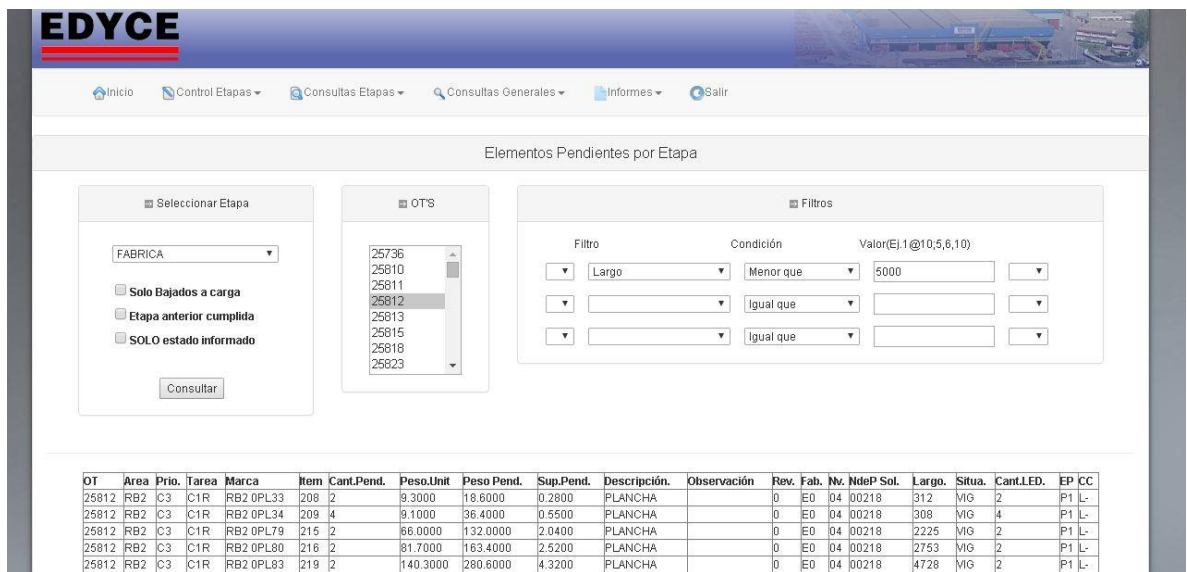 EDYCE
Inicio Control Etapas Consultas Etapas Consultas Generales Informes Salir
Elementos Pendientes por Etapa
Seleccionar Etapa
FABRICA
Solo Bajados a carga
Etapa anterior cumplida
SOLO estado informado
Consultar
OT'S
25736
25810
25811
25812
25813
25815
25818
25823
Filtros
Filtro Condición Valor(Ej.1@10;5,6,10)
Largo Menor que 5000
Igual que
Igual que
OT Area Prio. Tarea Marca Item Cant.Pend. Peso.Unit Peso Pend. Sup.Pend. Descripción. Observación Rev. Fab. Nv. NdeP Sol. Largo. Situa. Cant.LED. EP CC
25812 RB2 C3 C1R RB2 0PL33 208 2 9.3000 18.6000 0.2800 PLANCHA 0 E0 04 00218 312 VIG 2 P1 L-
25812 RB2 C3 C1R RB2 0PL34 209 4 9.1000 36.4000 0.5500 PLANCHA 0 E0 04 00218 308 VIG 4 P1 L-
25812 RB2 C3 C1R RB2 0PL79 215 2 66.0000 132.0000 2.0400 PLANCHA 0 E0 04 00218 2225 VIG 2 P1 L-
25812 RB2 C3 C1R RB2 0PL80 216 2 81.7000 163.4000 2.5200 PLANCHA 0 E0 04 00218 2753 VIG 2 P1 L-
25812 RB2 C3 C1R RB2 0PL83 219 2 140.3000 280.6000 4.3200 PLANCHA 0 E0 04 00218 4728 VIG 2 P1 L-